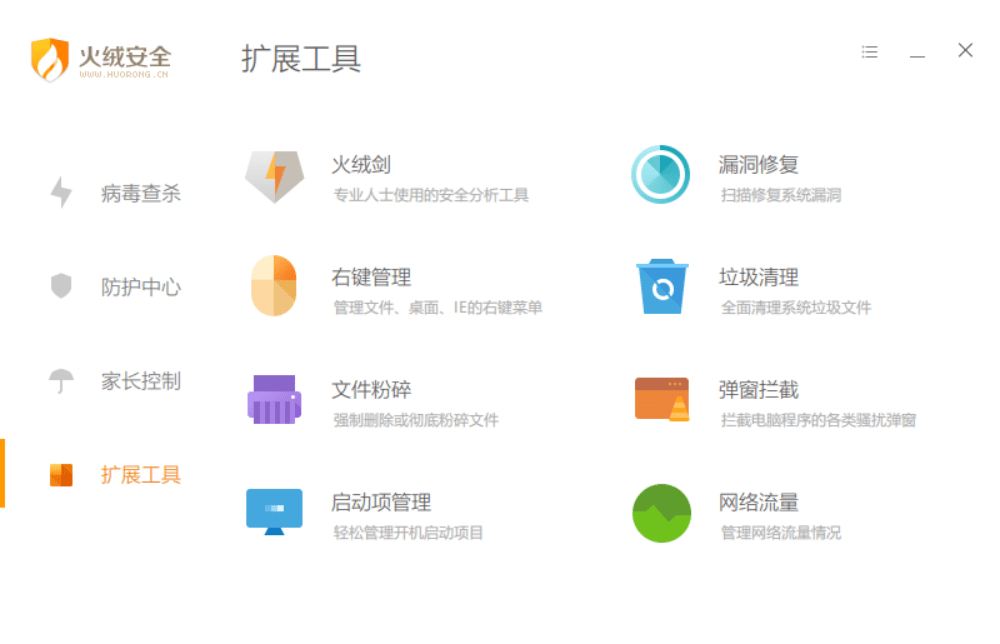 火绒安全
WWW.HUORONG.CN
扩展工具
病毒查杀
防护中心
家长控制
扩展工具
火绒剑
专业人士使用的安全分析工具
漏洞修复
扫描修复系统漏洞
右键管理
管理文件、桌面、IE的右键菜单
垃圾清理
全面清理系统垃圾文件
文件粉碎
强制删除或彻底粉碎文件
弹窗拦截
拦截电脑程序的各类骚扰弹窗
启动项管理
轻松管理开机启动项目
网络流量
管理网络流量情况